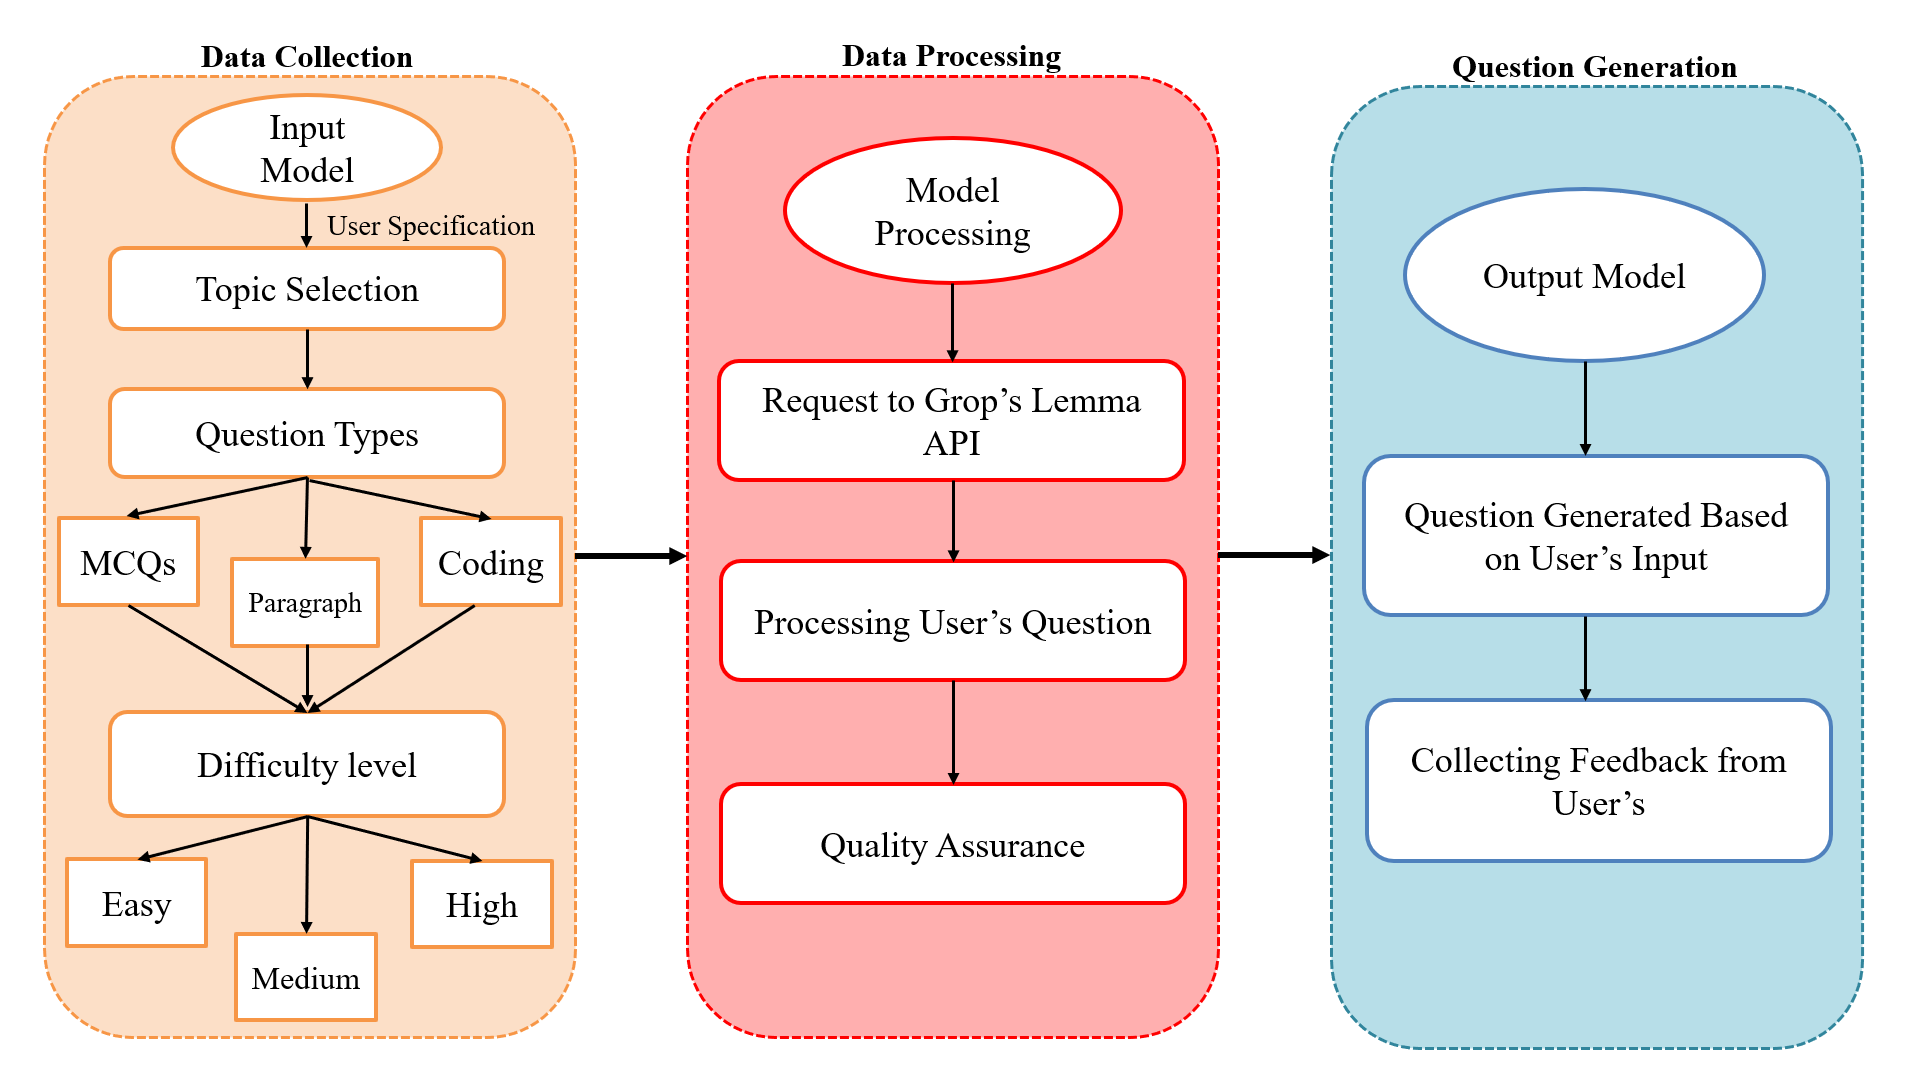 Data Collection
Input
Model
User Specification
Topic Selection
Question Types
MCQs
Paragraph
Coding
Difficulty level
Easy
Medium
High
Data Processing
Model
Processing
Request to Grop’s Lemma
API
Processing User’s Question
Quality Assurance
Question Generation
Output Model
Question Generated Based
on User’s Input
Collecting Feedback from
User’s